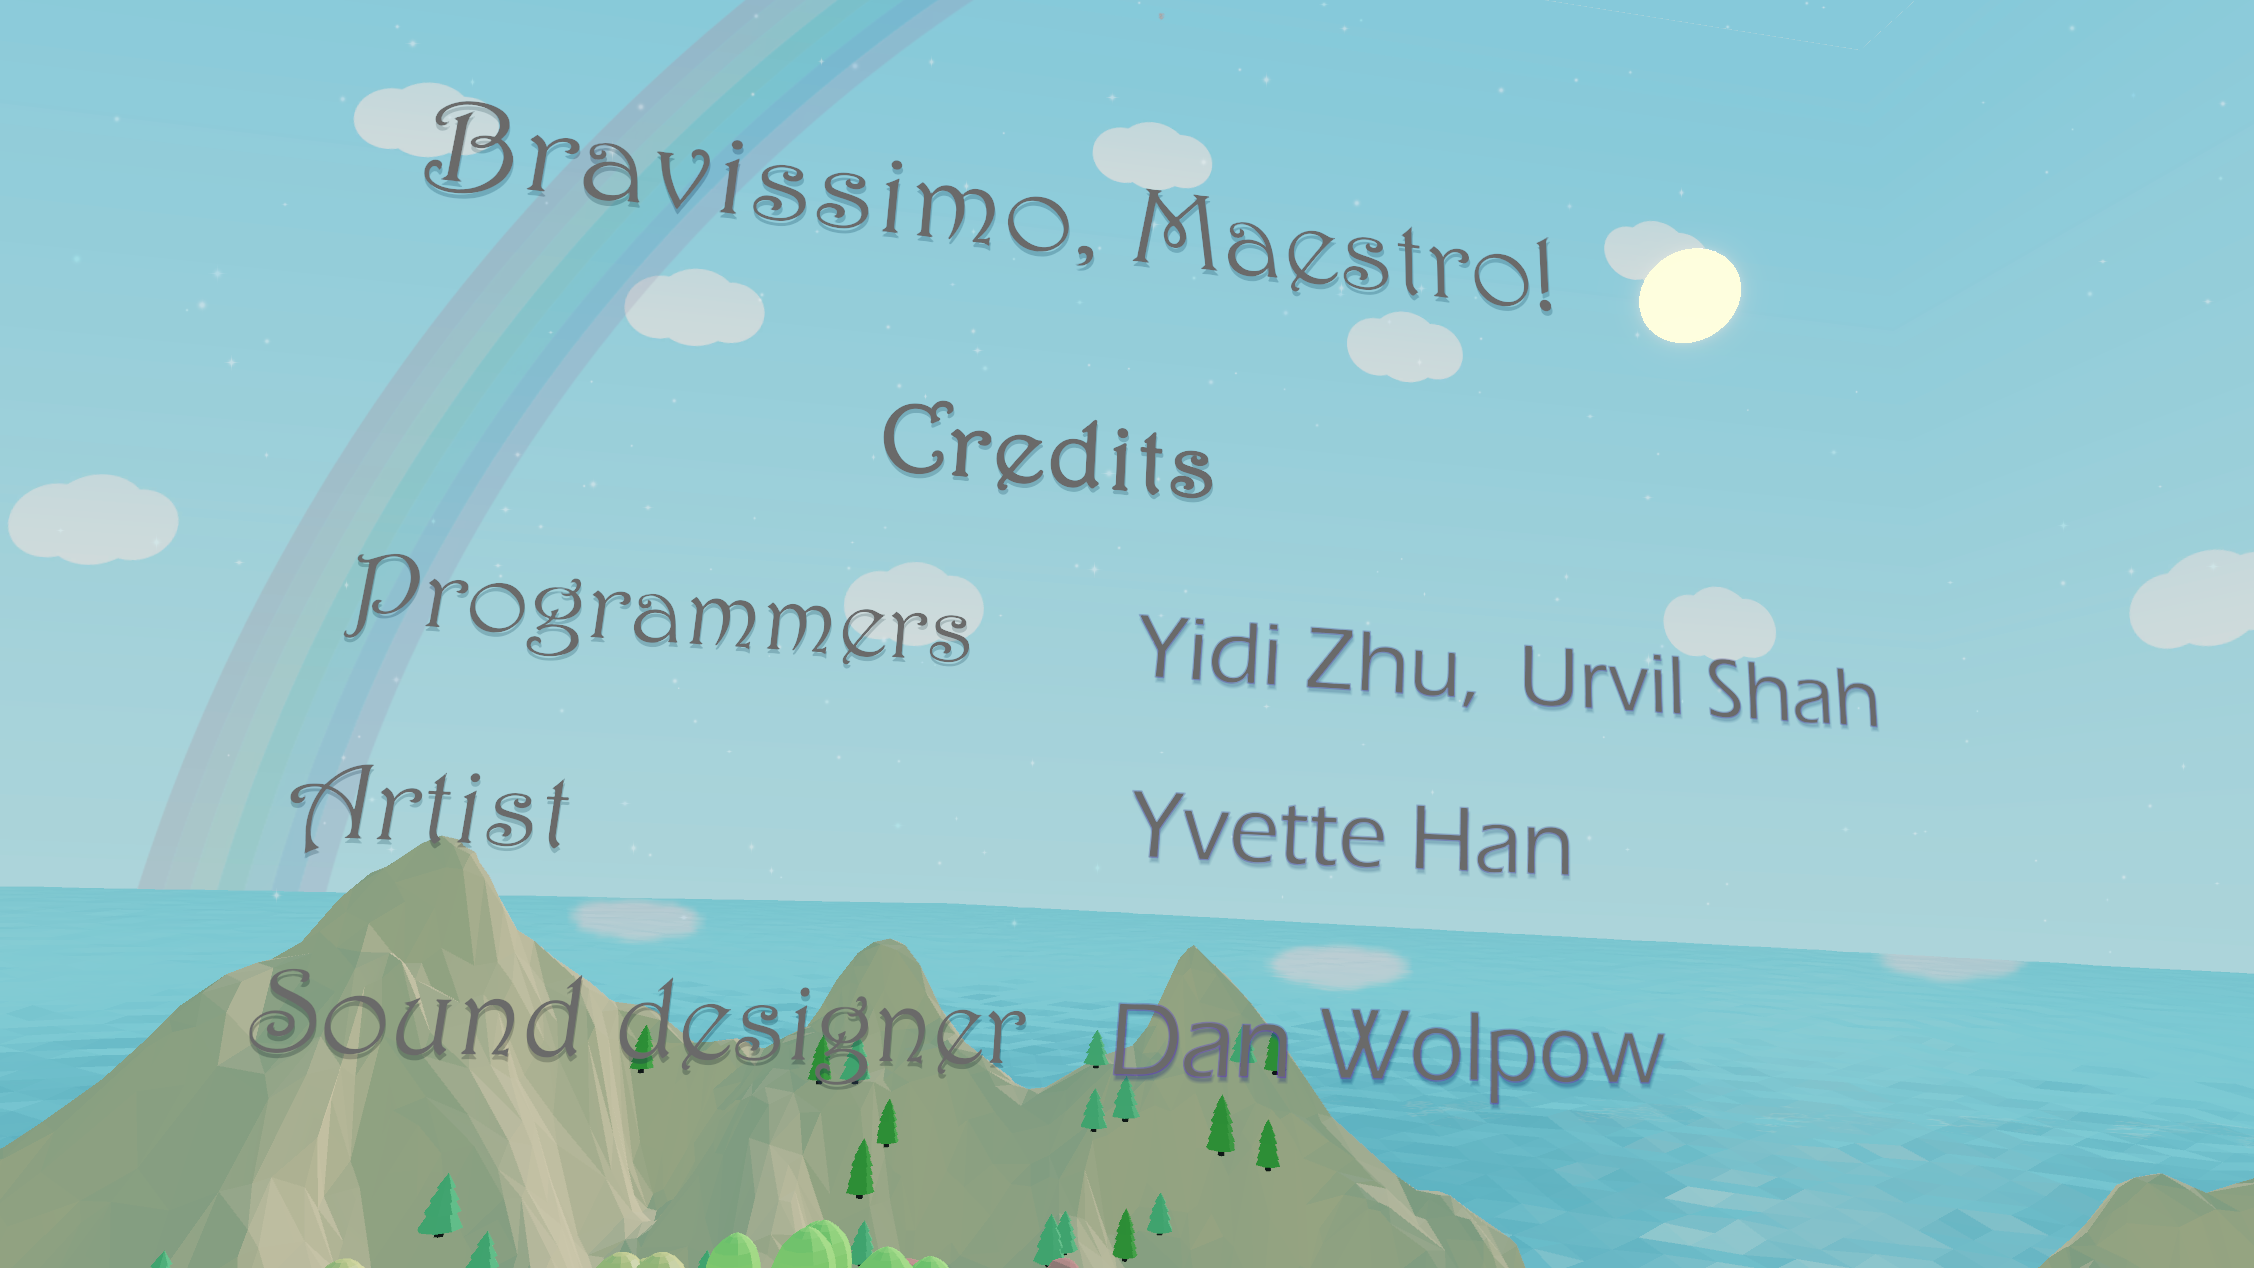 Bravissimo, Maestro!
Credits
Programmers Yidi Zhu, Urvil Shah
Artist Yvette Han
Sound designer Dan Wolpow